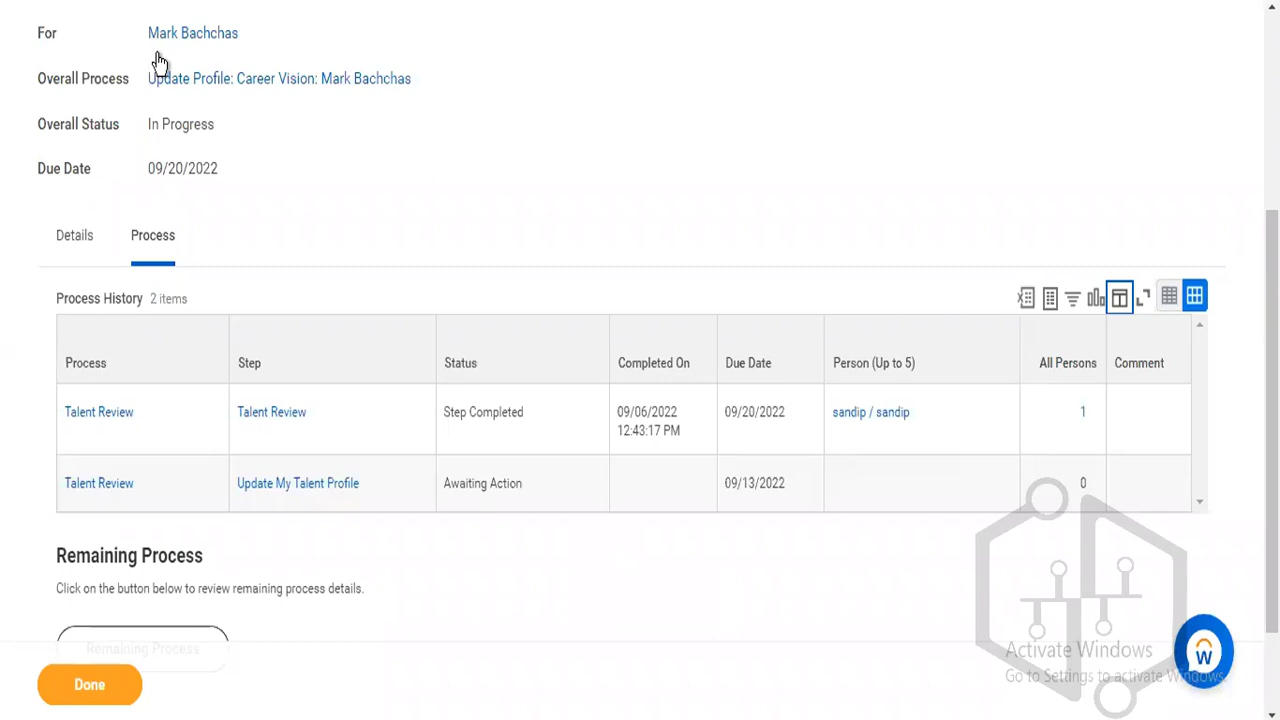 For Mark Bachchas
Overall Process Update Profile: Career Vision: Mark Bachchas
Overall Status In Progress
Due Date 09/20/2022
Details Process
Process History 2 items
Process Step Status Completed On Due Date Person (Up to 5) All Persons Comment
Talent Review Talent Review Step Completed 09/06/2022 12:43:17 PM 09/20/2022 sandip / sandip 1
Talent Review Update My Talent Profile Awaiting Action 09/13/2022 0
Remaining Process
Click on the button below to review remaining process details.
Remaining Process
Activate Windows
Go to Settings to activate Windows.
Done
W